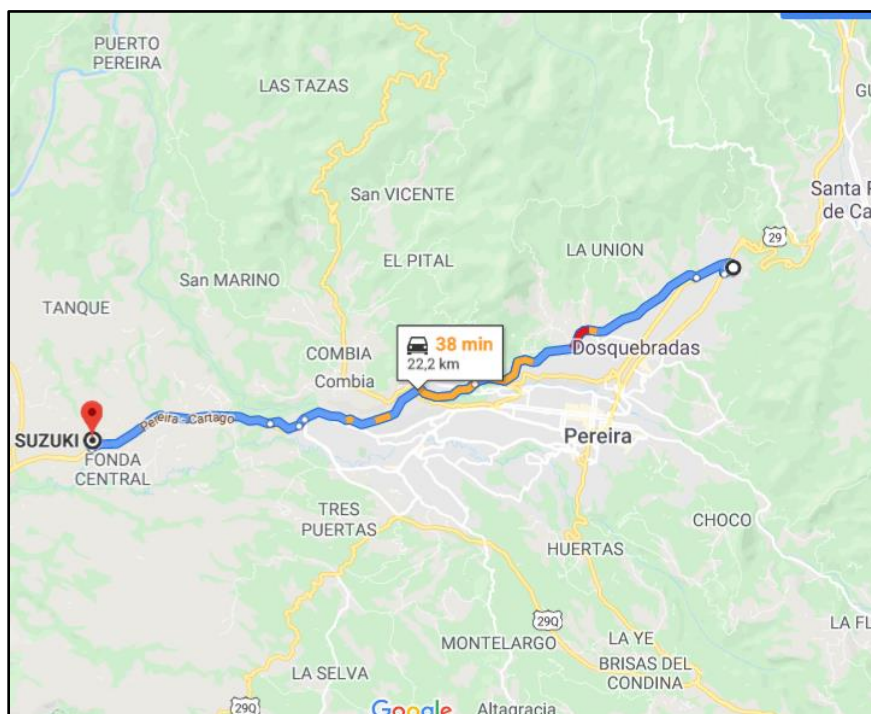 PUERTO
PEREIRA
LAS TAZAS
San VICENTE
Santa R
de Ca
29
LA UNION
EL PITAL
San MARINO
TANQUE
38 min
22,2 km
COMBIA
Combia
Dosquebradas
Pereira - Cartago
SUZUKI
FONDA
CENTRAL
Pereira
TRES
PUERTAS
CHOCO
HUERTAS
29Q
LA FL
MONTELARGO
LA YE
BRISAS DEL
CONDINA
LA SELVA
29Q
Google
Altagracia